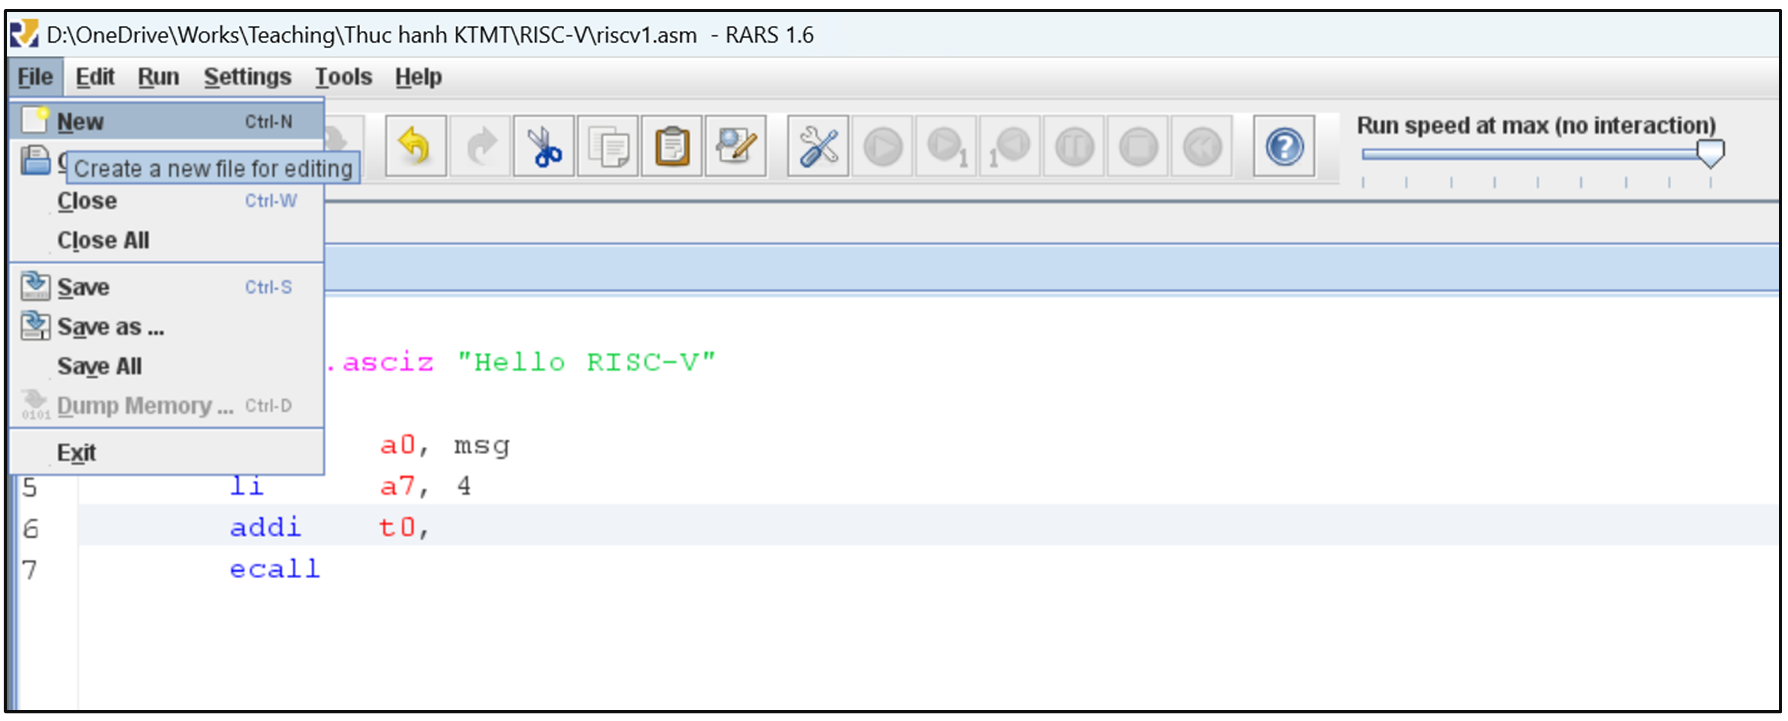 D:\OneDrive\Works\Teaching\Thuc hanh KTMT\RISC-V\riscv1.asm - RARS 1.6
File Edit Run Settings Tools Help
New Ctrl-N
Create a new file for editing
Close Ctrl-W
Close All
Save Ctrl-S
Save as ...
Save All
Dump Memory ... Ctrl-D
Exit
1 1
Run speed at max (no interaction)
.asciz "Hello RISC-V"
a0, msg
5 li a7, 4
6 addi t0,
7 ecall